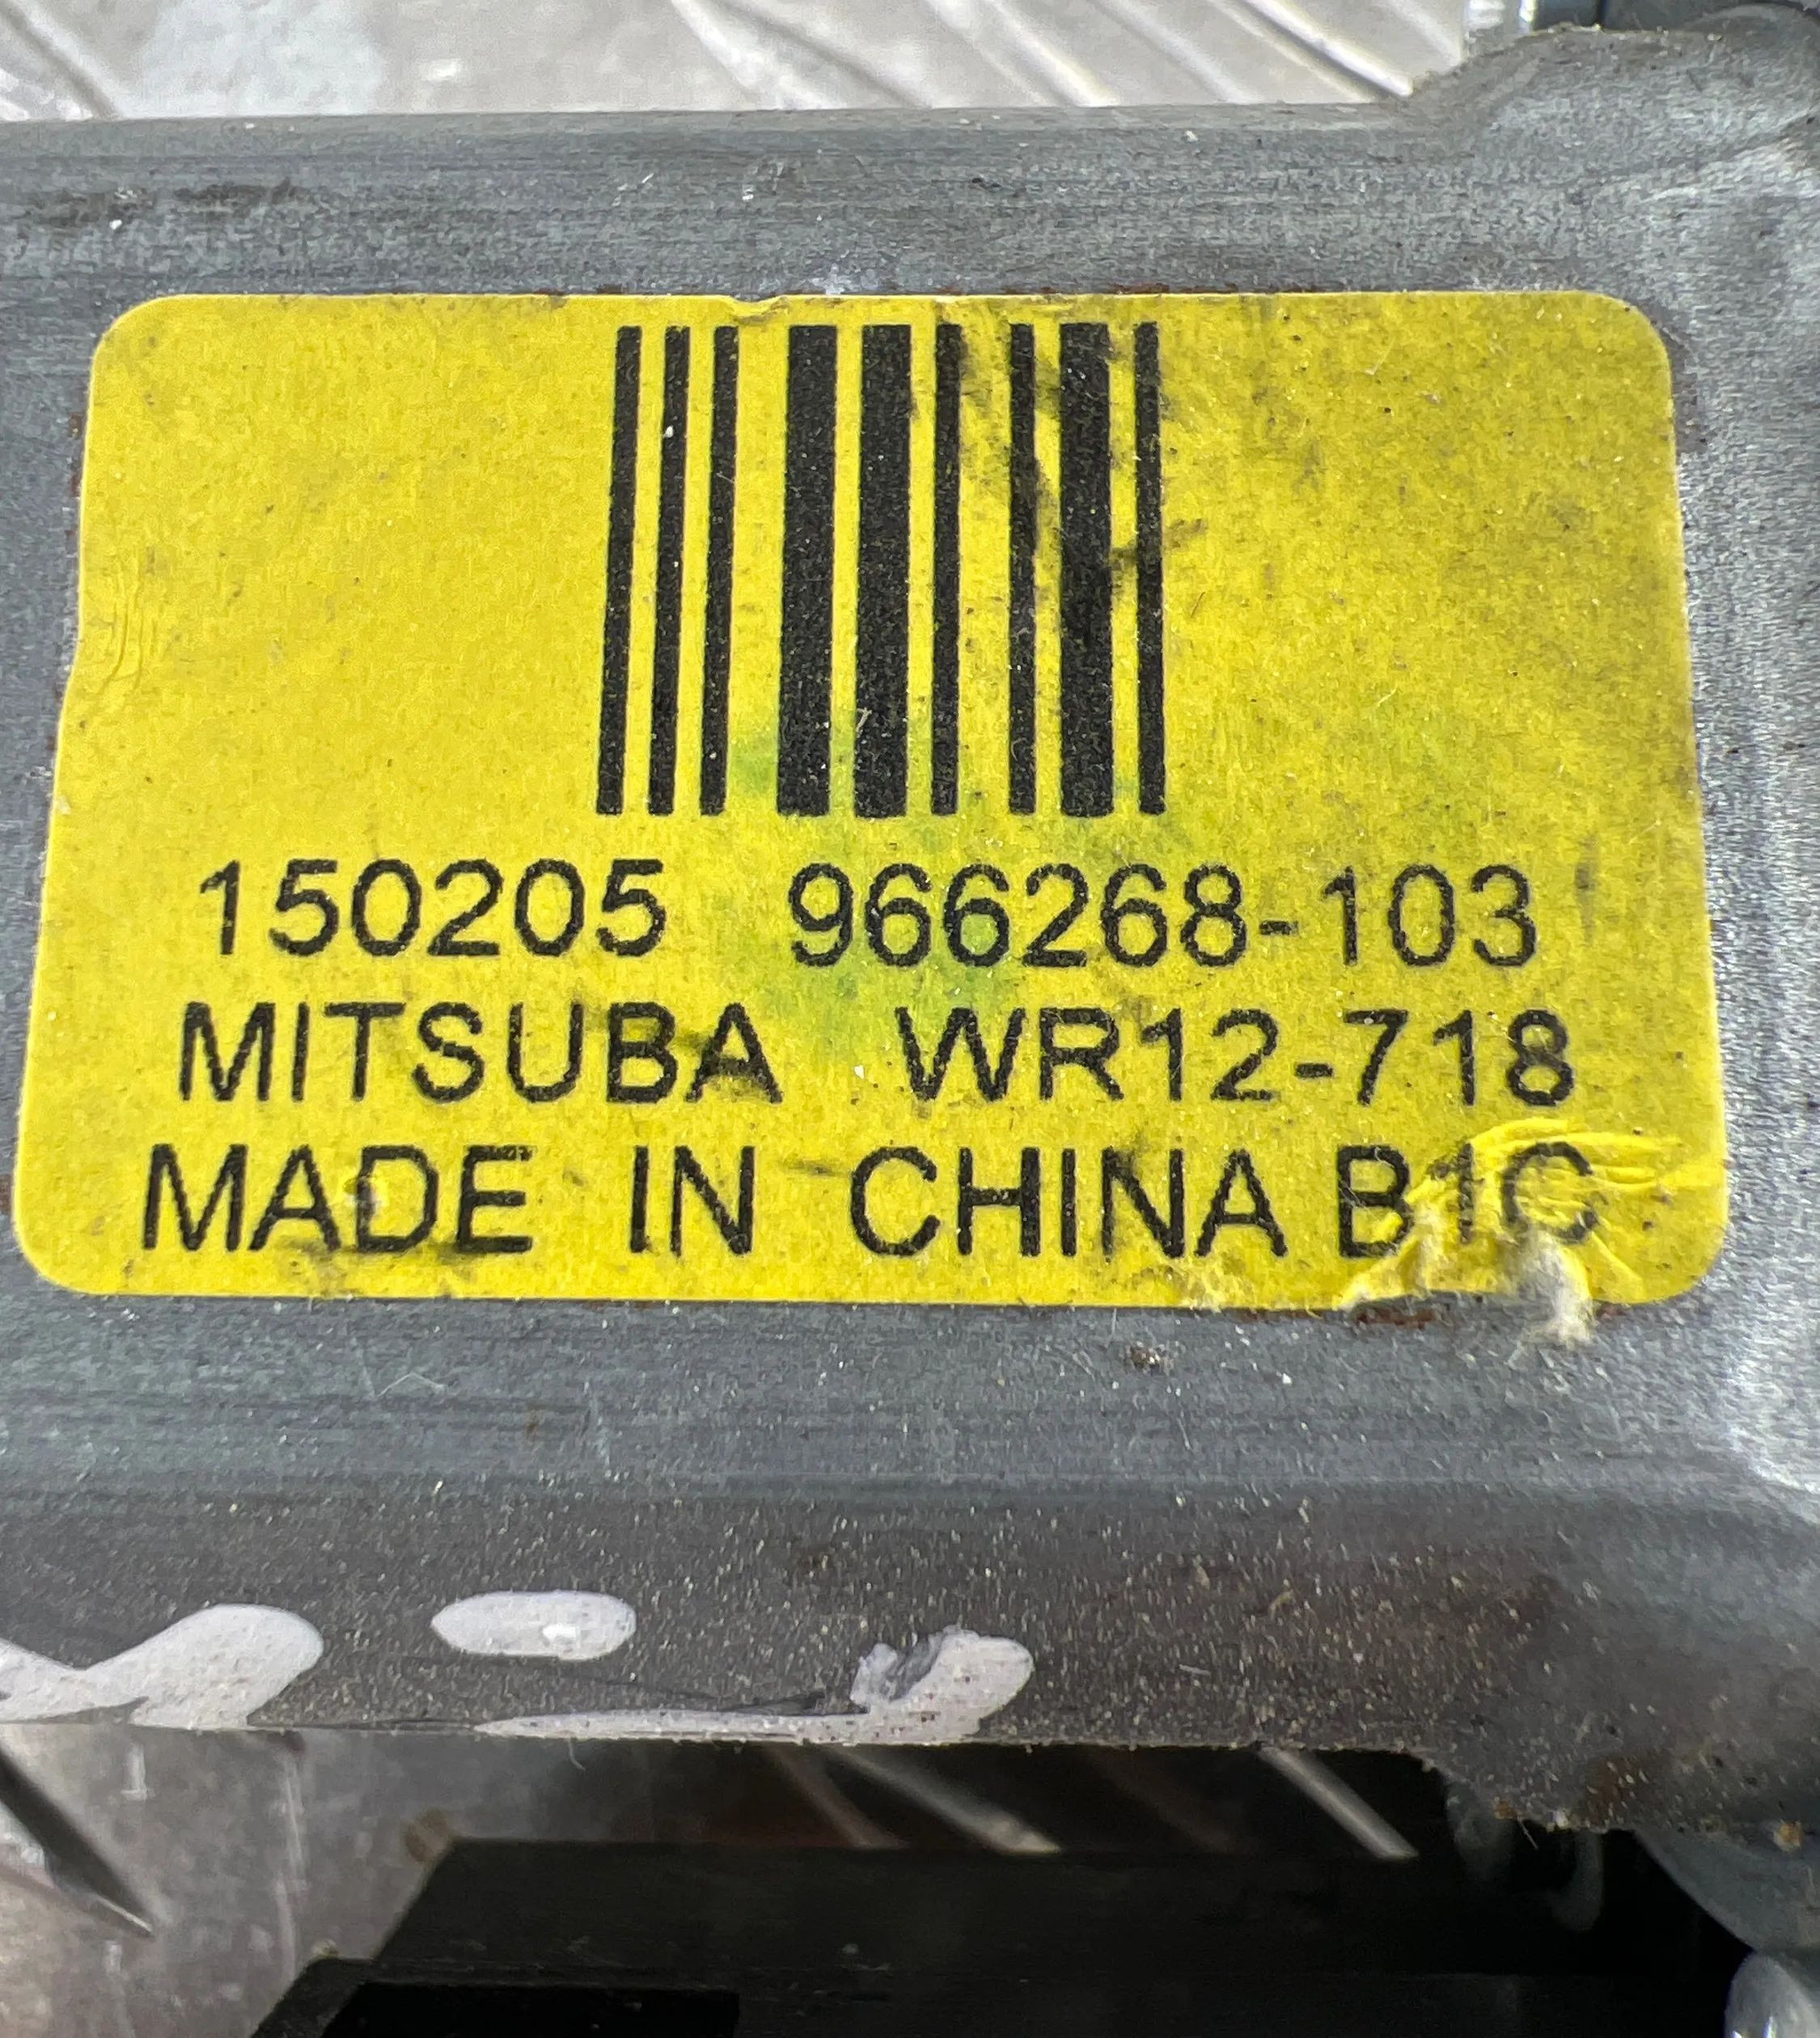 150205 966268-103
MITSUBA WR12-718
MADE IN CHINA B1C